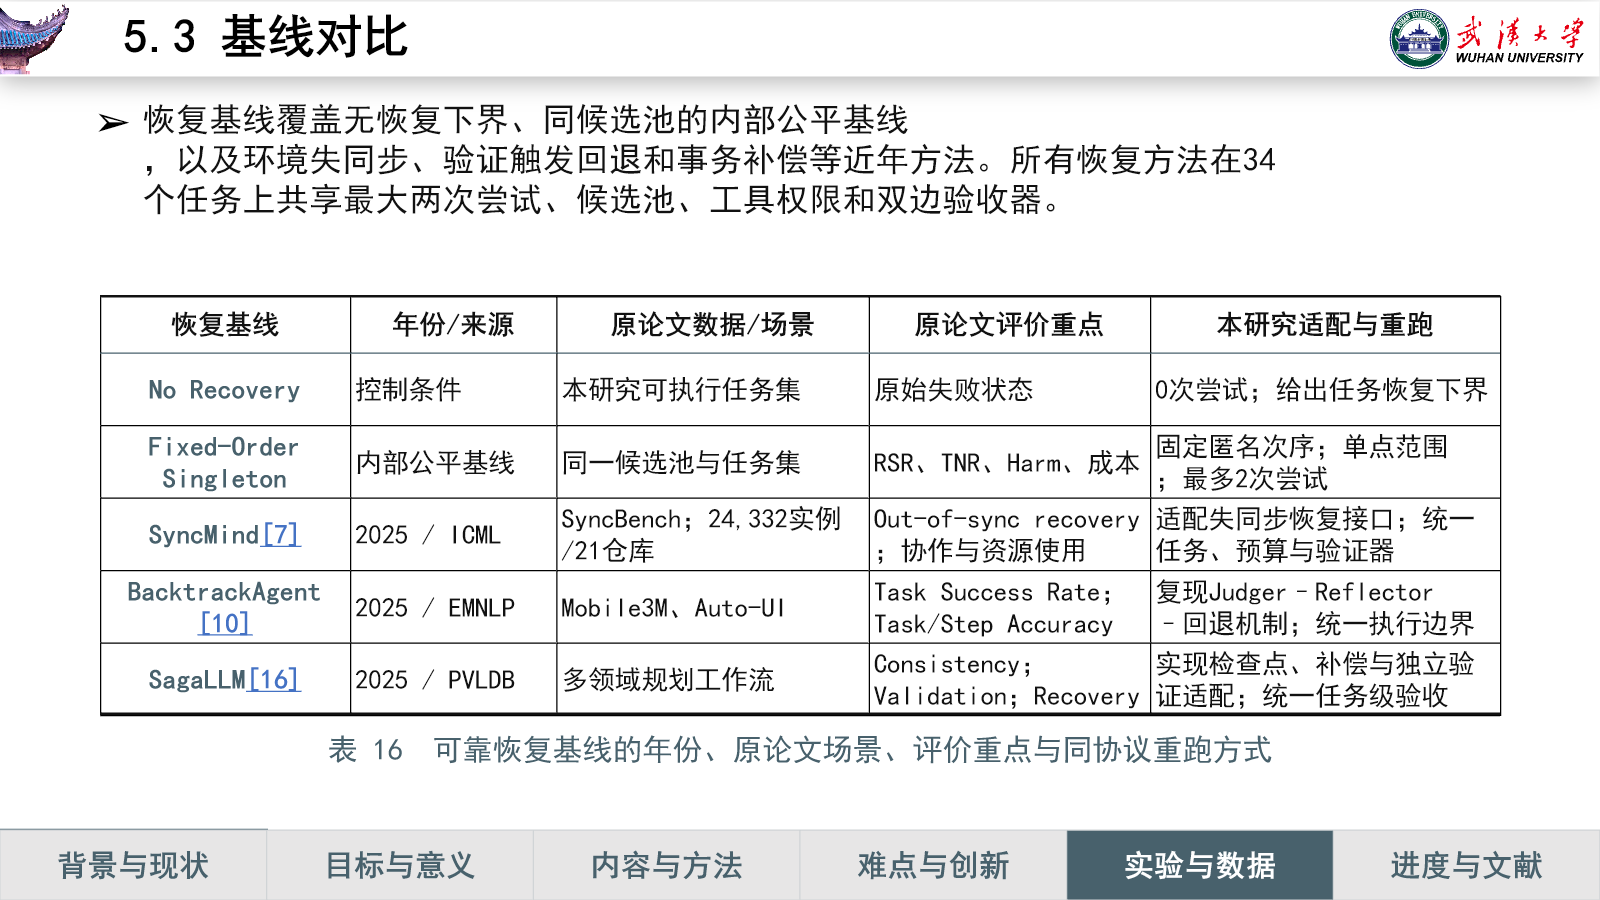 5.3 基线对比
武汉大学
WUHAN UNIVERSITY
➢ 恢复基线覆盖无恢复下界、同候选池的内部公平基线
，以及环境失同步、验证触发回退和事务补偿等近年方法。所有恢复方法在34
个任务上共享最大两次尝试、候选池、工具权限和双边验收器。
恢复基线 年份/来源 原论文数据/场景 原论文评价重点 本研究适配与重跑
No Recovery 控制条件 本研究可执行任务集 原始失败状态 0次尝试；给出任务恢复下界
Fixed-Order
Singleton
内部公平基线
同一候选池与任务集
RSR、TNR、Harm、成本
固定匿名次序；单点范围
；最多2次尝试
SyncMind[7]
2025 / ICML
SyncBench；24,332实例
/21仓库
Out-of-sync recovery
；协作与资源使用
适配失同步恢复接口；统一
任务、预算与验证器
BacktrackAgent
[10]
2025 / EMNLP
Mobile3M、Auto-UI
Task Success Rate；
Task/Step Accuracy
复现Judger–Reflector
–回退机制；统一执行边界
SagaLLM[16]
2025 / PVLDB
多领域规划工作流
Consistency；
Validation；Recovery
实现检查点、补偿与独立验
证适配；统一任务级验收
表 16 可靠恢复基线的年份、原论文场景、评价重点与同协议重跑方式
背景与现状 目标与意义 内容与方法 难点与创新 实验与数据 进度与文献